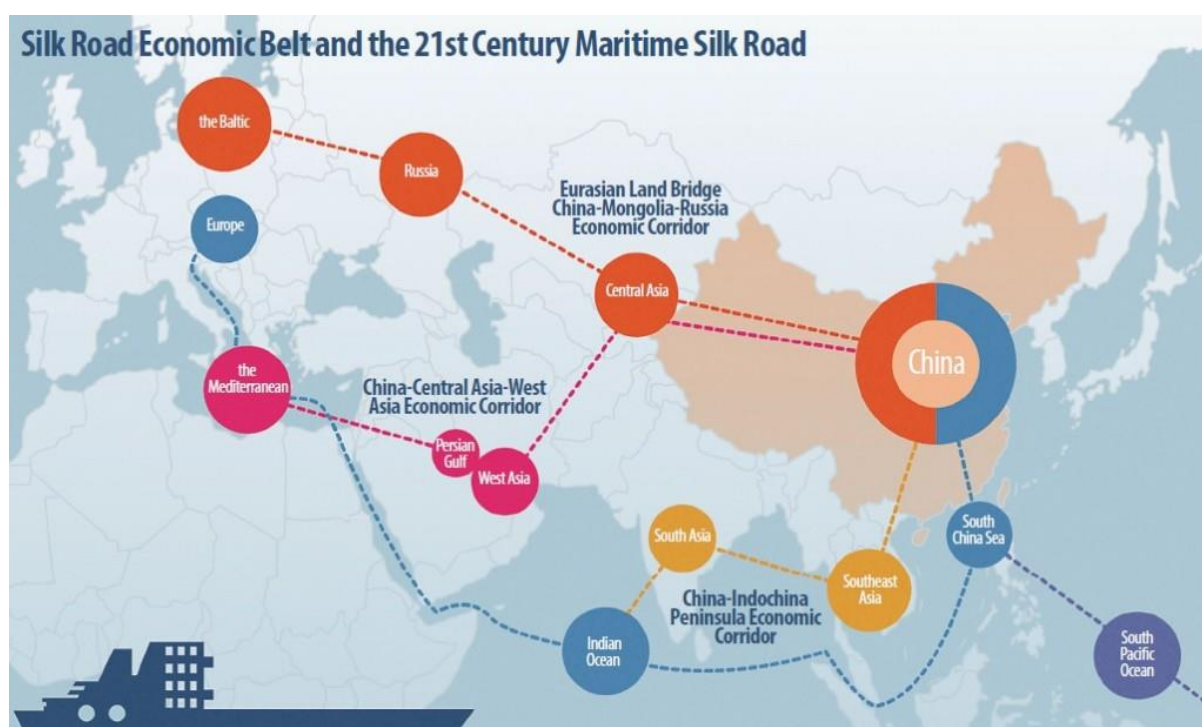 Silk Road Economic Belt and the 21st Century Maritime Silk Road
the Baltic
Russia
Eurasian Land Bridge
China-Mongolia-Russia
Economic Corridor
Europe
Central Asia
China
the
Mediterranean
China-Central Asia-West
Asia Economic Corridor
Persian
Gulf
West Asia
South Asia
South
China Sea
Southeast
Asia
China-Indochina
Peninsula Economic
Corridor
Indian
Ocean
South
Pacific
Ocean